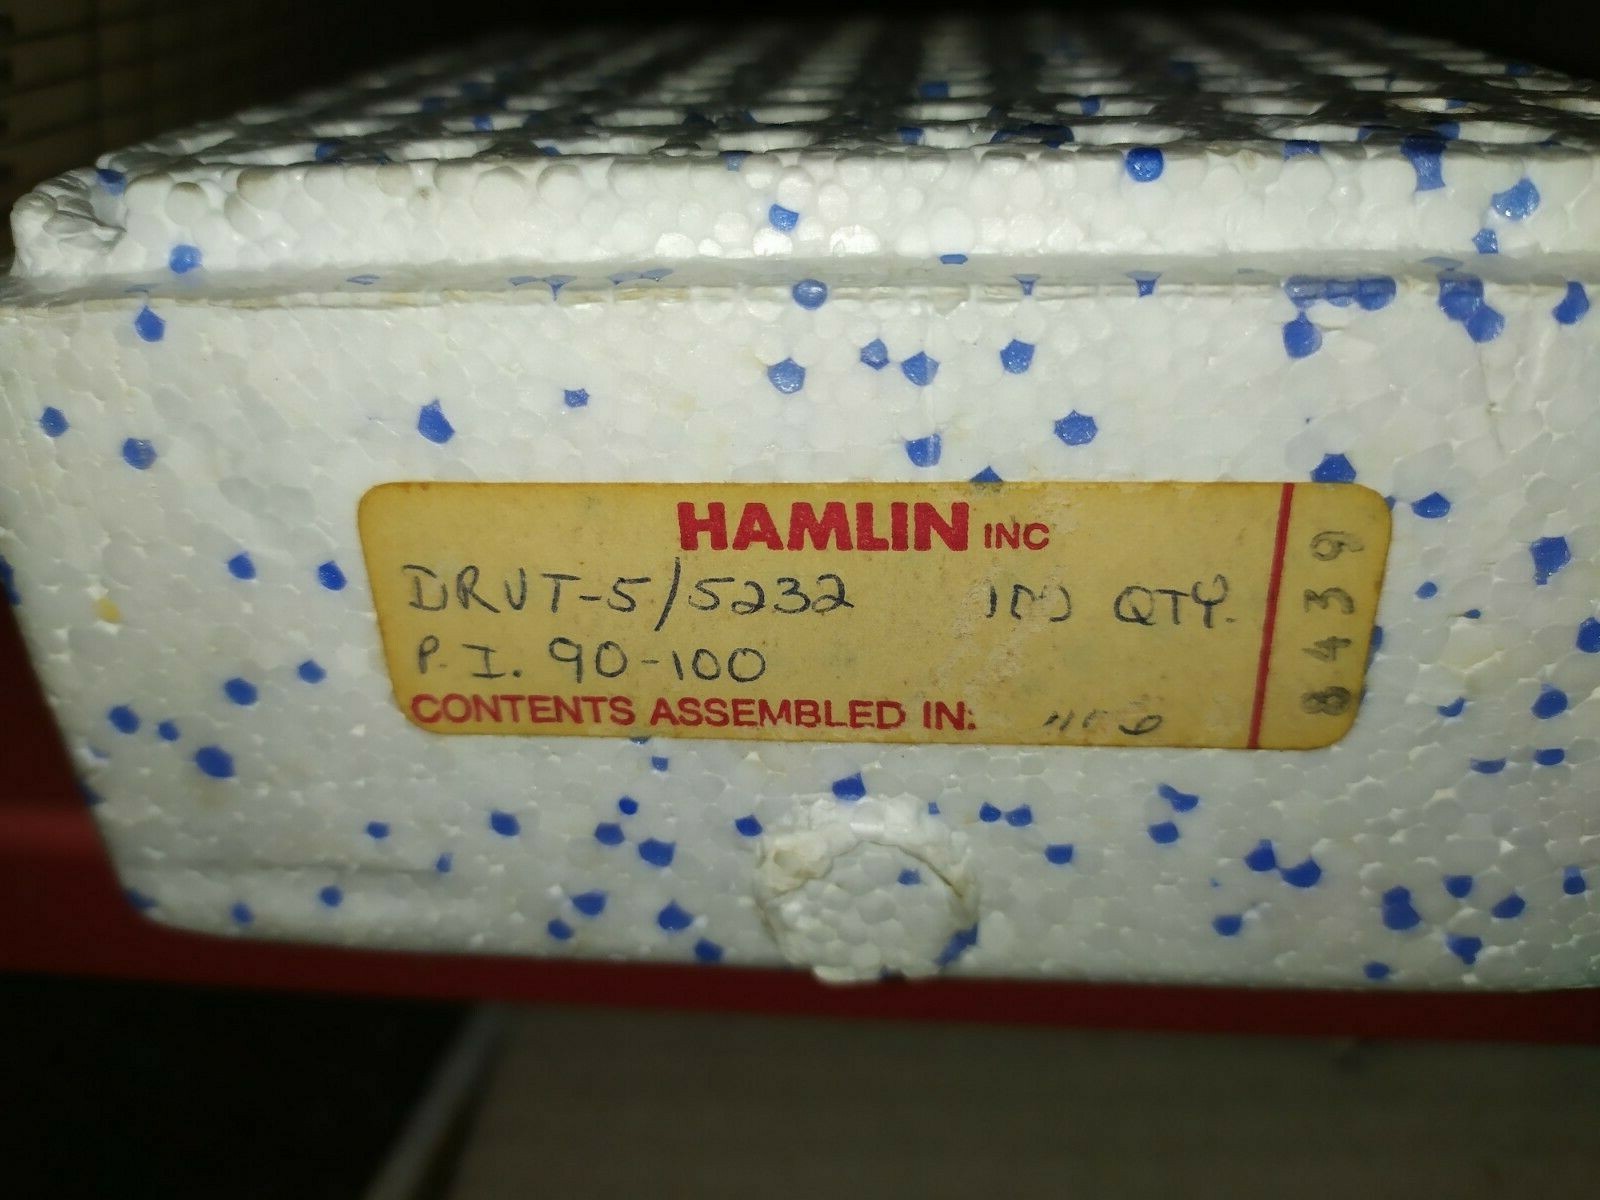 HAMLIN INC
DRVT-5/5232 100 QTY.
P.I. 90-100
CONTENTS ASSEMBLED IN:
8439